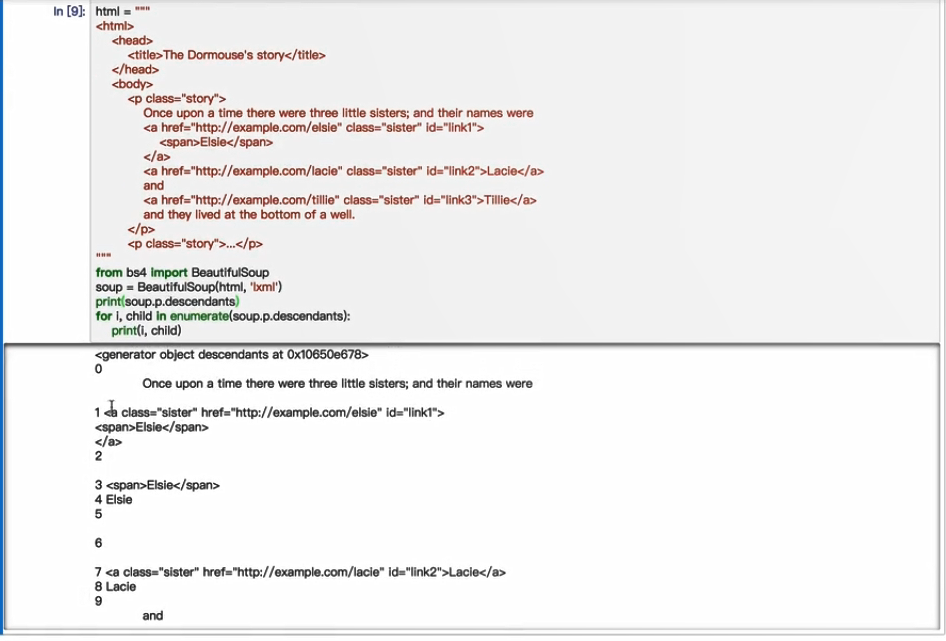 In [9]: html = """
<html>
<head>
<title>The Dormouse's story</title>
</head>
<body>
<p class="story">
Once upon a time there were three little sisters; and their names were
<a href="http://example.com/elsie" class="sister" id="link1">
<span>Elsie</span>
</a>
<a href="http://example.com/lacie" class="sister" id="link2">Lacie</a>
and
<a href="http://example.com/tillie" class="sister" id="link3">Tillie</a>
and they lived at the bottom of a well.
</p>
<p class="story">...</p>
"""
from bs4 import BeautifulSoup
soup = BeautifulSoup(html, 'lxml')
print(soup.p.descendants)
for i, child in enumerate(soup.p.descendants):
print(i, child)
<generator object descendants at 0x10650e678>
0
Once upon a time there were three little sisters; and their names were
1 <a class="sister" href="http://example.com/elsie" id="link1">
<span>Elsie</span>
</a>
2
3 <span>Elsie</span>
4 Elsie
5
6
7 <a class="sister" href="http://example.com/lacie" id="link2">Lacie</a>
8 Lacie
9
and